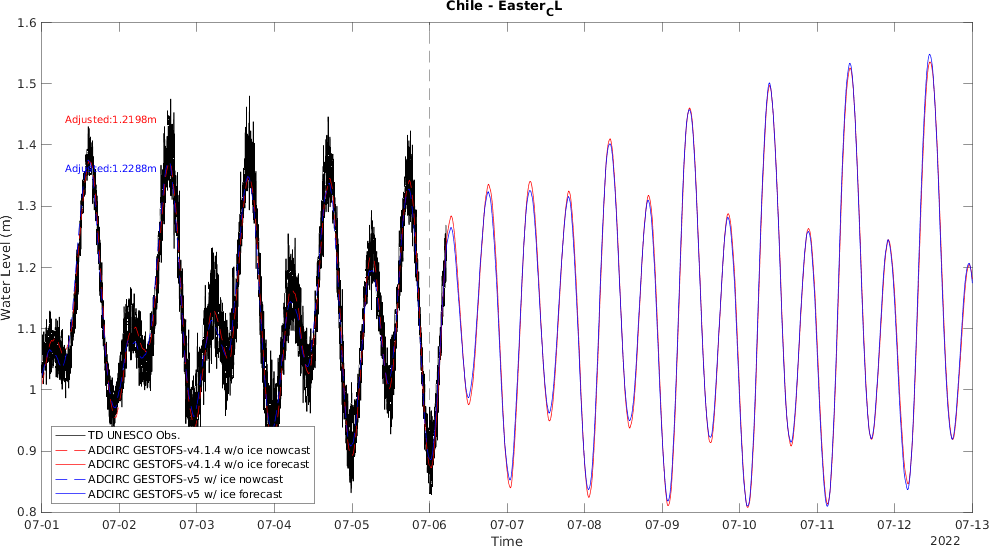 Chile - Easter_CL
Adjusted:1.2198m
Adjusted:1.2288m
Water Level (m)
1.6
1.5
1.4
1.3
1.2
1.1
1
0.9
0.8
TD UNESCO Obs.
ADCIRC GESTOFS-v4.1.4 w/o ice nowcast
ADCIRC GESTOFS-v4.1.4 w/o ice forecast
ADCIRC GESTOFS-v5 w/ ice nowcast
ADCIRC GESTOFS-v5 w/ ice forecast
07-01 07-02 07-03 07-04 07-05 07-06 07-07 07-08 07-09 07-10 07-11 07-12 07-13
Time
2022